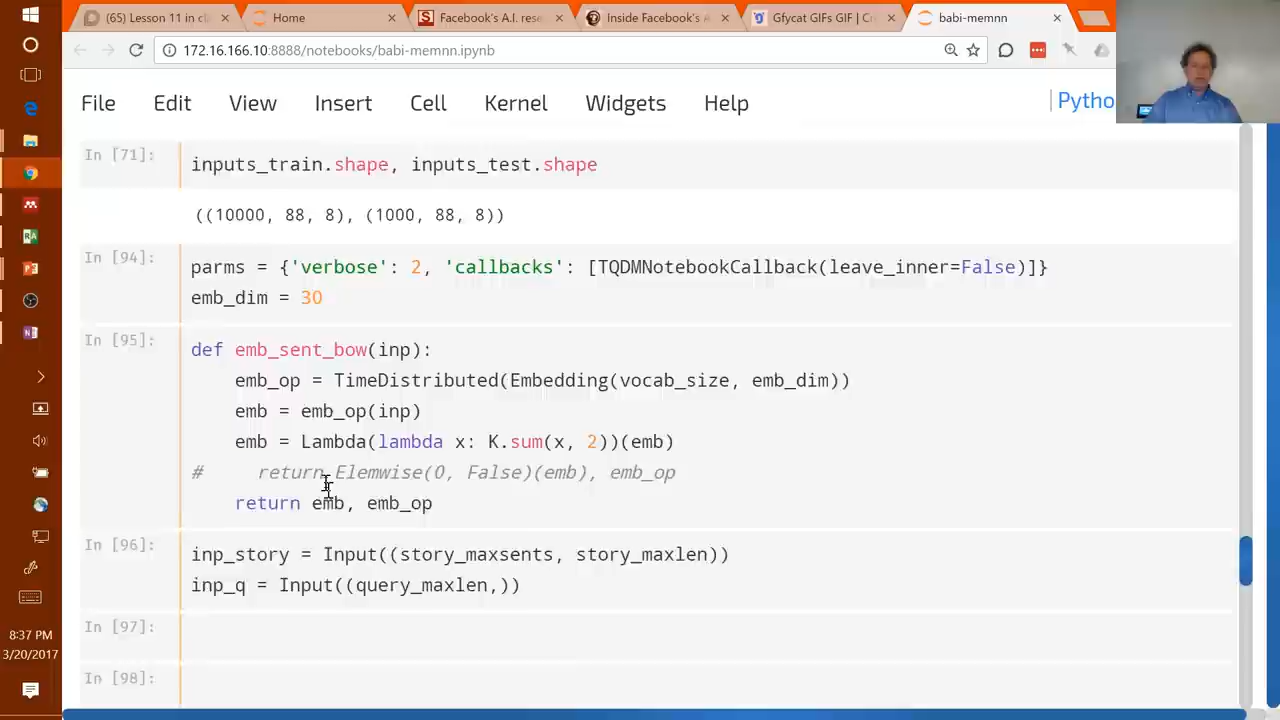 (65) Lesson 11 in cl
Home
Facebook's A.I. rese
Inside Facebook's A
Gfycat GIFs GIF | Cr
babi-memnn
172.16.166.10:8888/notebooks/babi-memnn.ipynb
File Edit View Insert Cell Kernel Widgets Help
Pytho
In [71]:
inputs_train.shape, inputs_test.shape
((10000, 88, 8), (1000, 88, 8))
In [94]:
parms = {'verbose': 2, 'callbacks': [TQDMNotebookCallback(leave_inner=False)]}
emb_dim = 30
In [95]:
def emb_sent_bow(inp):
    emb_op = TimeDistributed(Embedding(vocab_size, emb_dim))
    emb = emb_op(inp)
    emb = Lambda(lambda x: K.sum(x, 2))(emb)
#     return Elemwise(0, False)(emb), emb_op
    return emb, emb_op
In [96]:
inp_story = Input((story_maxsents, story_maxlen))
inp_q = Input((query_maxlen,))
In [97]:
In [98]:
8:37 PM
3/20/2017